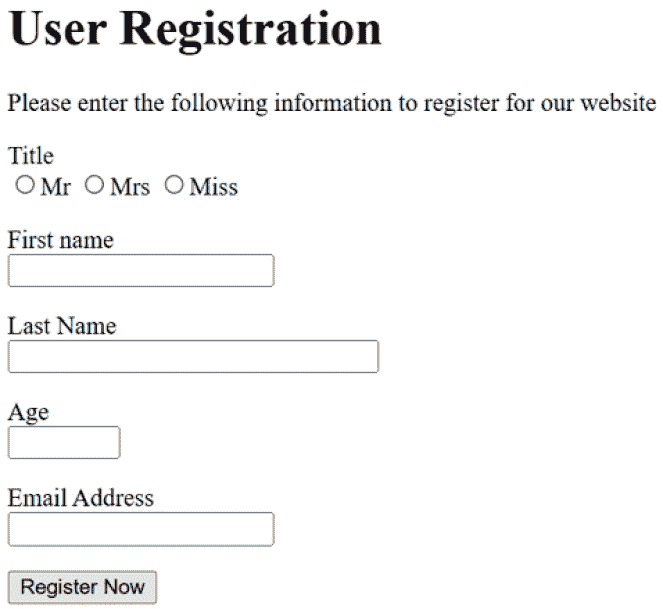 User Registration
Please enter the following information to register for our website
Title
Mr Mrs Miss
First name
Last Name
Age
Email Address
Register Now